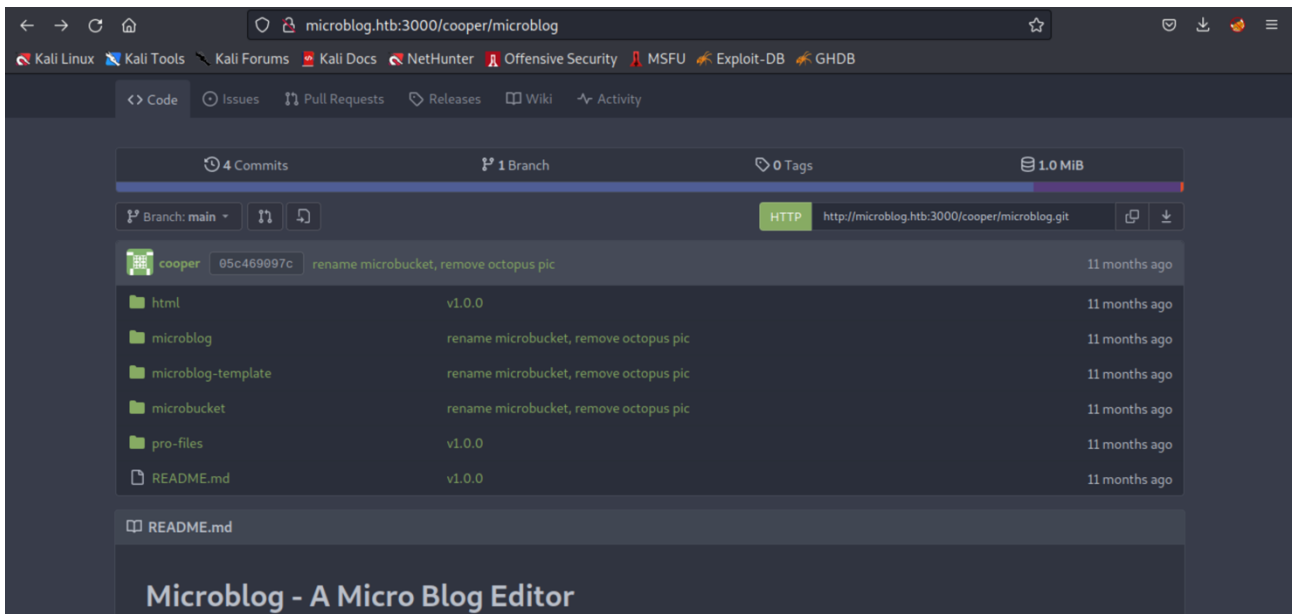 microblog.htb:3000/cooper/microblog
Kali Linux Kali Tools Kali Forums Kali Docs NetHunter Offensive Security MSFU Exploit-DB GHDB
<> Code Issues Pull Requests Releases Wiki Activity
4 Commits 1 Branch 0 Tags 1.0 MiB
Branch: main HTTP http://microblog.htb:3000/cooper/microblog.git
cooper 05c469097c rename microbucket, remove octopus pic 11 months ago
html v1.0.0 11 months ago
microblog rename microbucket, remove octopus pic 11 months ago
microblog-template rename microbucket, remove octopus pic 11 months ago
microbucket rename microbucket, remove octopus pic 11 months ago
pro-files v1.0.0 11 months ago
README.md v1.0.0 11 months ago
README.md
Microblog - A Micro Blog Editor